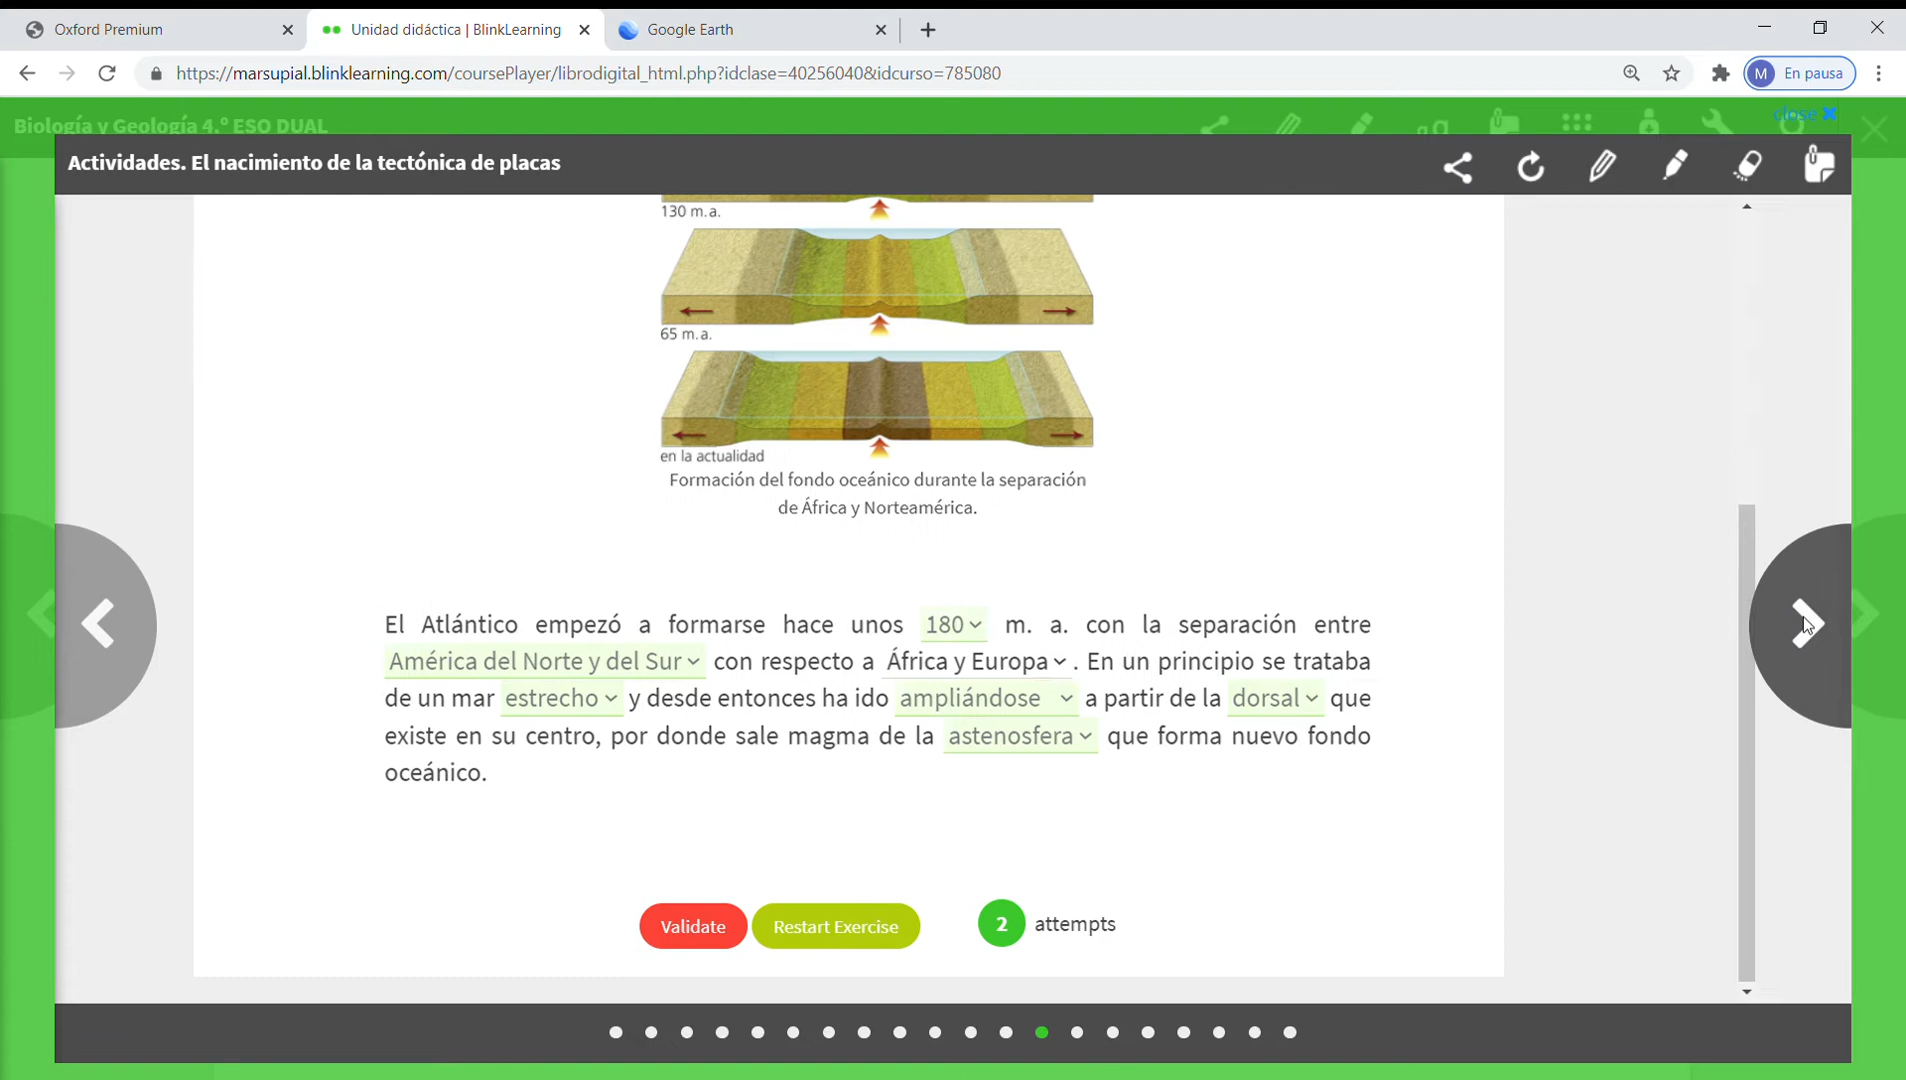 Oxford Premium
Unidad didáctica | BlinkLearning
Google Earth
https://marsupial.blinklearning.com/coursePlayer/librodigital_html.php?idclase=40256040&idcurso=785080
M En pausa
Biología y Geología 4.º ESO DUAL
close
Actividades. El nacimiento de la tectónica de placas
130 m.a.
65 m.a.
en la actualidad
Formación del fondo oceánico durante la separación
de África y Norteamérica.
El Atlántico empezó a formarse hace unos 180 m. a. con la separación entre
América del Norte y del Sur con respecto a África y Europa . En un principio se trataba
de un mar estrecho y desde entonces ha ido ampliándose a partir de la dorsal que
existe en su centro, por donde sale magma de la astenosfera que forma nuevo fondo
oceánico.
Validate
Restart Exercise
2 attempts